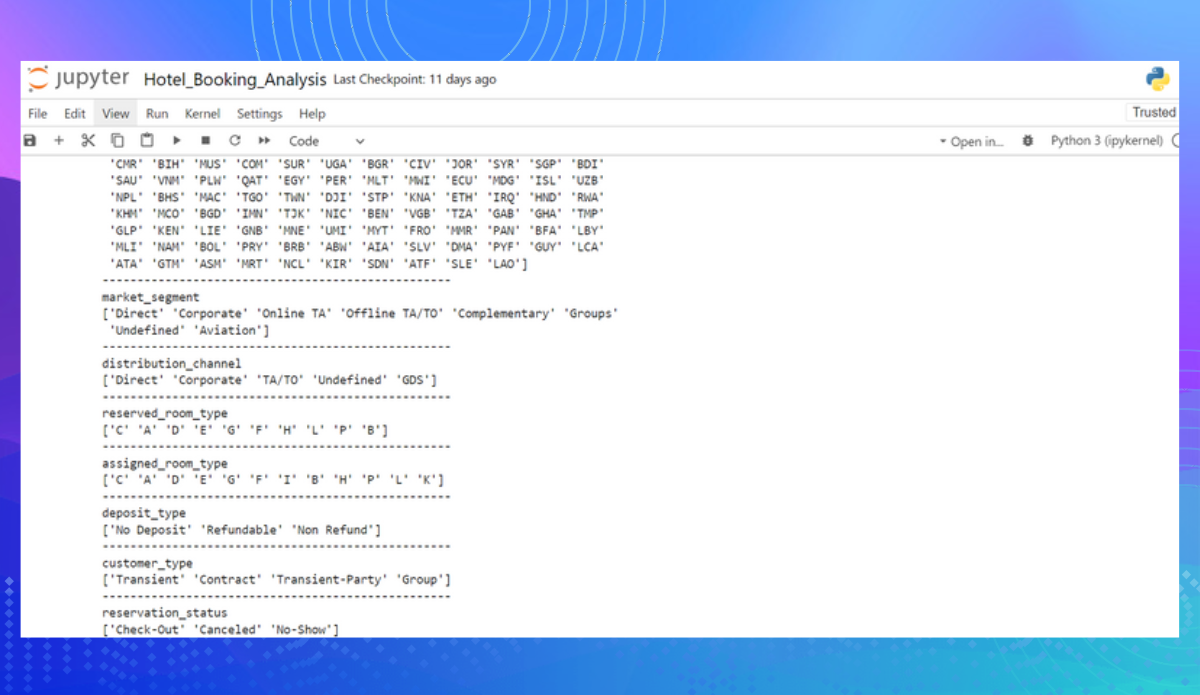 jupyter Hotel_Booking_Analysis Last Checkpoint: 11 days ago
File Edit View Run Kernel Settings Help Trusted
Code Open in... Python 3 (ipykernel)
'CMR' 'BIH' 'MUS' 'COM' 'SUR' 'UGA' 'BGR' 'CIV' 'JOR' 'SYR' 'SGP' 'BDI'
'SAU' 'VNM' 'PLW' 'QAT' 'EGY' 'PER' 'MLT' 'MWI' 'ECU' 'MDG' 'ISL' 'UZB'
'NPL' 'BHS' 'MAC' 'TGO' 'TWN' 'DJI' 'STP' 'KNA' 'ETH' 'IRQ' 'HND' 'RWA'
'KHM' 'MCO' 'BGD' 'IMN' 'TJK' 'NIC' 'BEN' 'VGB' 'TZA' 'GAB' 'GHA' 'TMP'
'GLP' 'KEN' 'LIE' 'GNB' 'MNE' 'UMI' 'MYT' 'FRO' 'MMR' 'PAN' 'BFA' 'LBY'
'MLI' 'NAM' 'BOL' 'PRY' 'BRB' 'ABW' 'AIA' 'SLV' 'DMA' 'PYF' 'GUY' 'LCA'
'ATA' 'GTM' 'ASM' 'MRT' 'NCL' 'KIR' 'SDN' 'ATF' 'SLE' 'LAO']
--------------------------------------------------
market_segment
['Direct' 'Corporate' 'Online TA' 'Offline TA/TO' 'Complementary' 'Groups'
'Undefined' 'Aviation']
--------------------------------------------------
distribution_channel
['Direct' 'Corporate' 'TA/TO' 'Undefined' 'GDS']
--------------------------------------------------
reserved_room_type
['C' 'A' 'D' 'E' 'G' 'F' 'H' 'L' 'P' 'B']
--------------------------------------------------
assigned_room_type
['C' 'A' 'D' 'E' 'G' 'F' 'I' 'B' 'H' 'P' 'L' 'K']
--------------------------------------------------
deposit_type
['No Deposit' 'Refundable' 'Non Refund']
--------------------------------------------------
customer_type
['Transient' 'Contract' 'Transient-Party' 'Group']
--------------------------------------------------
reservation_status
['Check-Out' 'Canceled' 'No-Show']